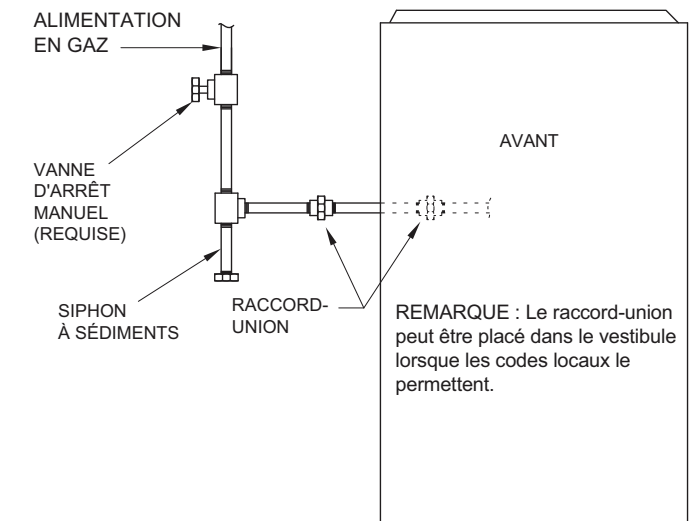 ALIMENTATION
EN GAZ
AVANT
VANNE
D'ARRÊT
MANUEL
(REQUISE)
SIPHON
À SÉDIMENTS
RACCORD-
UNION
REMARQUE : Le raccord-union
peut être placé dans le vestibule
lorsque les codes locaux le
permettent.